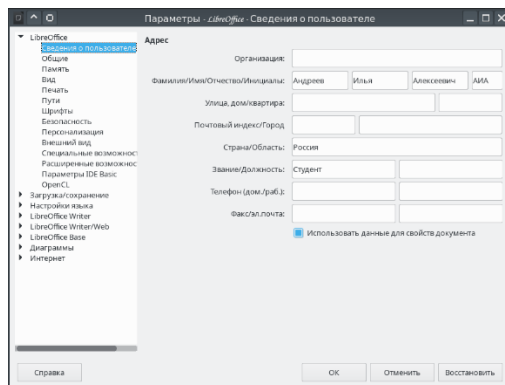 Параметры - LibreOffice - Сведения о пользователе
LibreOffice
Сведения о пользователе
Общие
Память
Вид
Печать
Пути
Шрифты
Безопасность
Персонализация
Внешний вид
Специальные возможност
Расширенные возможнос
Параметры IDE Basic
OpenCL
Загрузка/сохранение
Настройки языка
LibreOffice Writer
LibreOffice Writer/Web
LibreOffice Base
Диаграммы
Интернет
Адрес
Организация:
Фамилия/Имя/Отчество/Инициалы: Андреев Илья Алексеевич АИА
Улица, дом/квартира:
Почтовый индекс/Город
Страна/Область: Россия
Звание/Должность: Студент
Телефон (дом./раб.):
Факс/эл.почта:
Использовать данные для свойств документа
Справка OK Отменить Восстановить